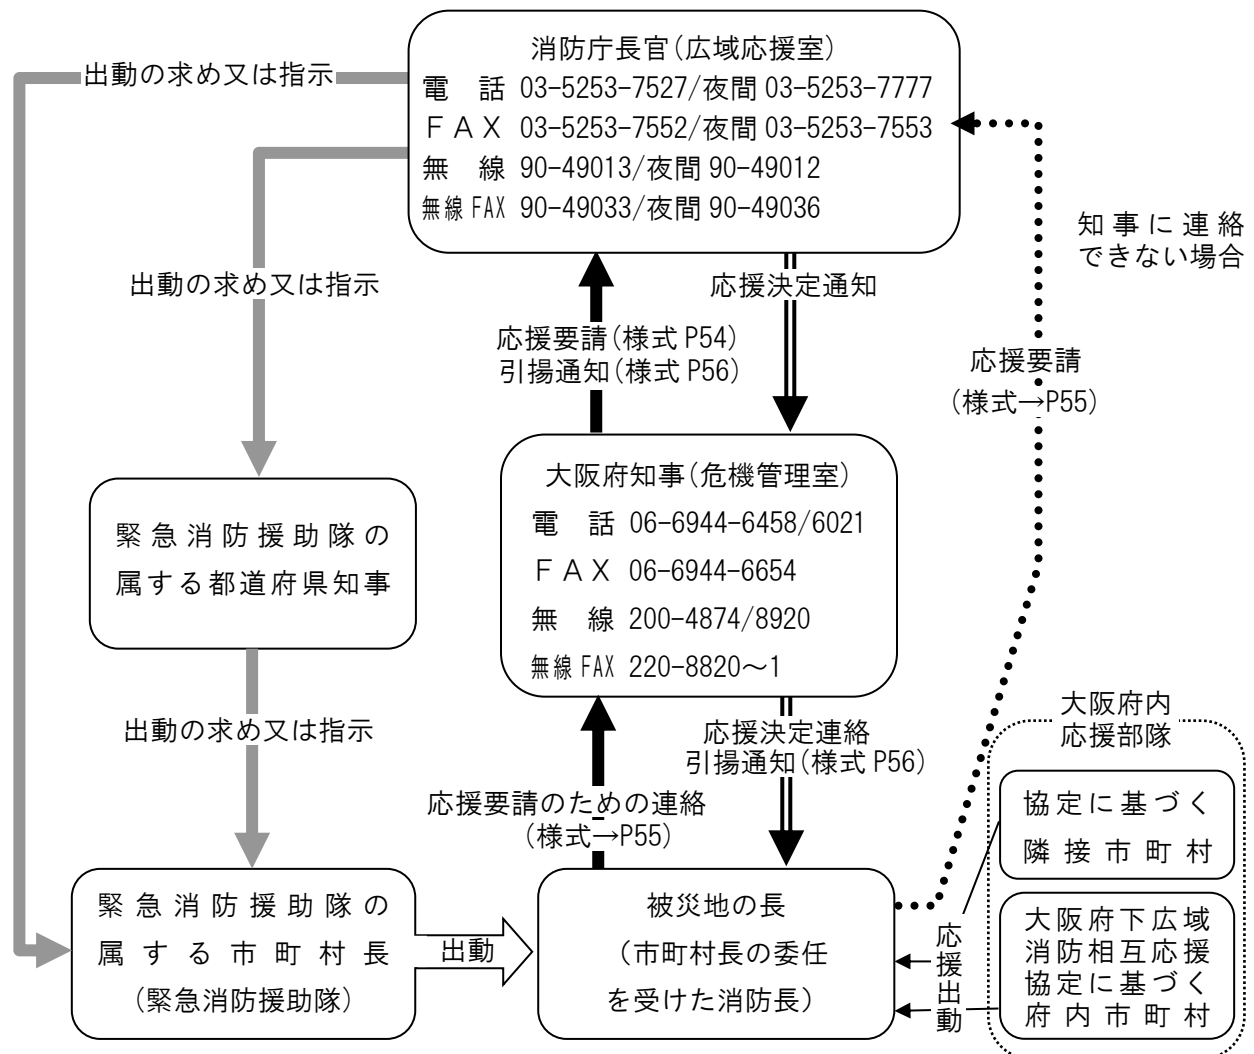 消防庁長官(広域応援室)
電　話 03-5253-7527/夜間 03-5253-7777
ＦＡＸ 03-5253-7552/夜間 03-5253-7553
無　線 90-49013/夜間 90-49012
無線 FAX 90-49033/夜間 90-49036
出動の求め又は指示
出動の求め又は指示
応援要請(様式 P54)
引揚通知(様式 P56)
応援決定通知
知事に連絡
できない場合
応援要請
(様式→P55)
大阪府知事(危機管理室)
電　話 06-6944-6458/6021
ＦＡＸ 06-6944-6654
無　線 200-4874/8920
無線 FAX 220-8820～1
緊急消防援助隊の
属する都道府県知事
出動の求め又は指示
応援要請のための連絡
(様式→P55)
応援決定連絡
引揚通知(様式 P56)
大阪府内
応援部隊
協定に基づく
隣接市町村
大阪府下広域
消防相互応援
協定に基づく
府内市町村
応援出動
緊急消防援助隊の
属する市町村長
(緊急消防援助隊)
出動
被災地の長
(市町村長の委任
を受けた消防長)